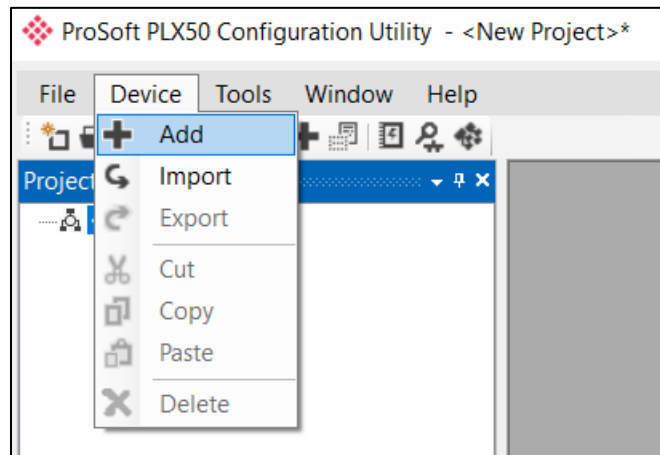 ProSoft PLX50 Configuration Utility - <New Project>*
File Device Tools Window Help
Add
Project
Import
Export
Cut
Copy
Paste
Delete